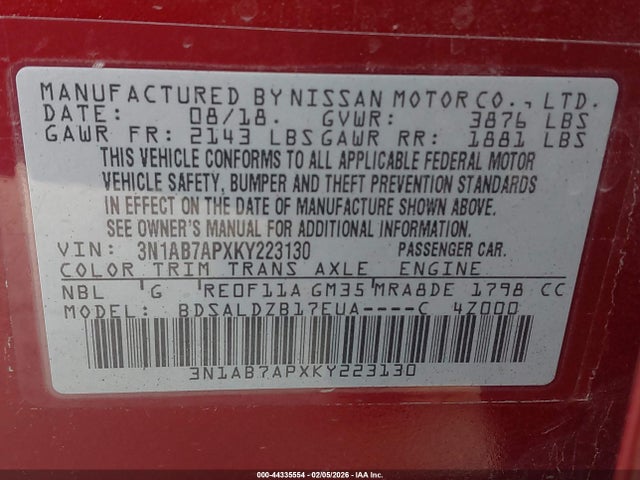 MANUFACTURED BY NISSAN MOTOR CO., LTD.
DATE: 08/18. GVWR: 3876 LBS
GAWR FR: 2143 LBS GAWR RR: 1881 LBS
THIS VEHICLE CONFORMS TO ALL APPLICABLE FEDERAL MOTOR
VEHICLE SAFETY, BUMPER AND THEFT PREVENTION STANDARDS
IN EFFECT ON THE DATE OF MANUFACTURE SHOWN ABOVE.
SEE OWNER'S MANUAL FOR ADDITIONAL INFORMATION.
VIN: 3N1AB7APXKY223130 PASSENGER CAR.
COLOR TRIM TRANS AXLE ENGINE
NBL G RE0F11A GM35 MRA8DE 1798 CC
MODEL: BDSALDZB17EUA----C 4Z000
3N1AB7APXKY223130
000-44335554 - 02/05/2026 - IAA Inc.